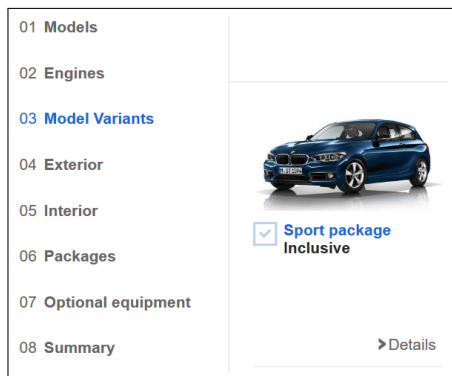 01 Models
02 Engines
03 Model Variants
04 Exterior
05 Interior
06 Packages
07 Optional equipment
08 Summary
Sport package
Inclusive
Details